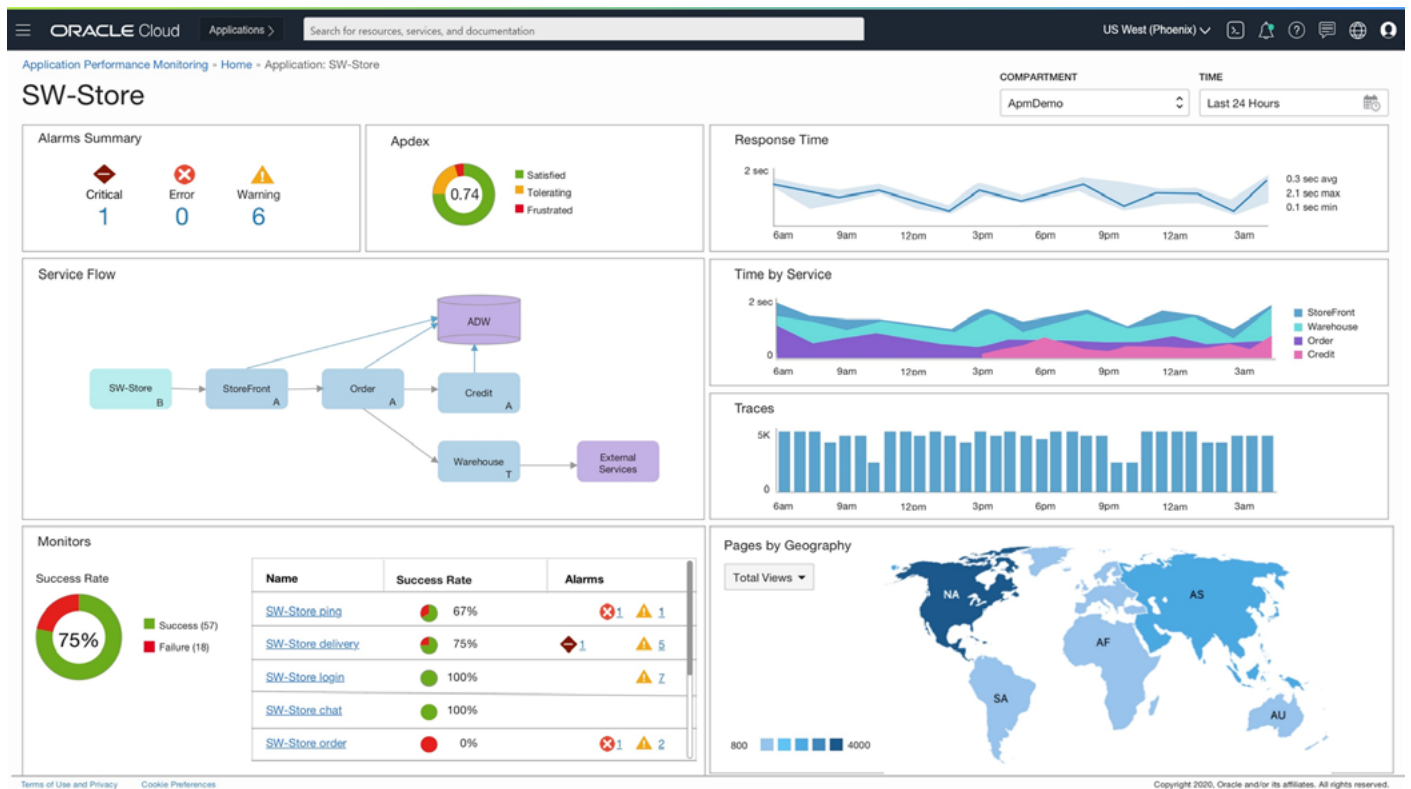 ORACLE Cloud
Applications >
Search for resources, services, and documentation
US West (Phoenix)
Application Performance Monitoring » Home » Application: SW-Store
SW-Store
COMPARTMENT
ApmDemo
TIME
Last 24 Hours
Alarms Summary
Critical
1
Error
0
Warning
6
Apdex
0.74
Satisfied
Tolerating
Frustrated
Response Time
2 sec
0.3 sec avg
2.1 sec max
0.1 sec min
6am 9am 12pm 3pm 6pm 9pm 12am 3am
Service Flow
ADW
SW-Store
B
StoreFront
A
Order
A
Credit
A
Warehouse
T
External
Services
Time by Service
2 sec
0
StoreFront
Warehouse
Order
Credit
6am 9am 12pm 3pm 6pm 9pm 12am 3am
Traces
5K
0
6am 9am 12pm 3pm 6pm 9pm 12am 3am
Monitors
Success Rate
75%
Success (57)
Failure (18)
Name Success Rate Alarms
SW-Store ping 67% 1 1
SW-Store delivery 75% 1 5
SW-Store login 100% 7
SW-Store chat 100%
SW-Store order 0% 1 2
Pages by Geography
Total Views
NA
AS
AF
SA
AU
800 4000
Terms of Use and Privacy Cookie Preferences
Copyright 2020, Oracle and/or its affiliates. All rights reserved.